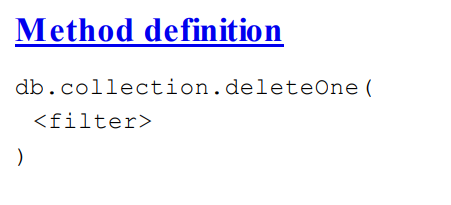 Method definition
db.collection.deleteOne(
<filter>
)